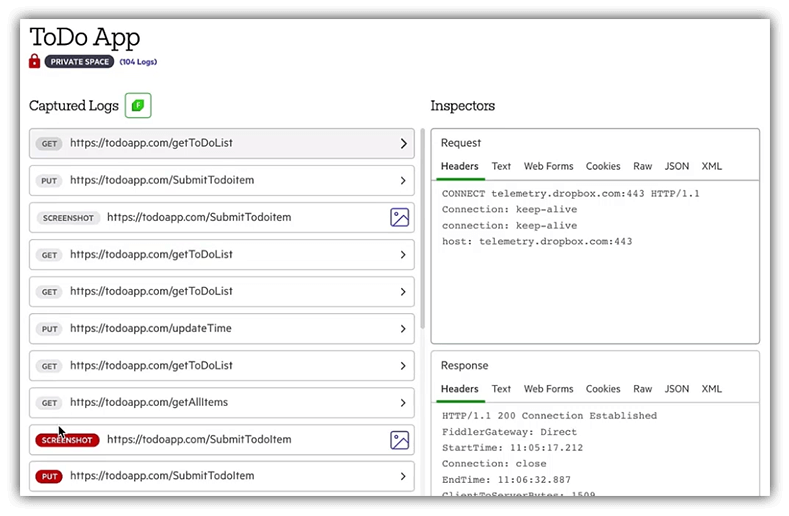 ToDo App
PRIVATE SPACE (104 Logs)
Captured Logs
GET https://todoapp.com/getToDoList
PUT https://todoapp.com/SubmitTodoitem
SCREENSHOT https://todoapp.com/SubmitTodoitem
GET https://todoapp.com/getToDoList
GET https://todoapp.com/getToDoList
PUT https://todoapp.com/updateTime
GET https://todoapp.com/getToDoList
GET https://todoapp.com/getAllItems
SCREENSHOT https://todoapp.com/SubmitTodoItem
PUT https://todoapp.com/SubmitTodoItem
Inspectors
Request
Headers Text Web Forms Cookies Raw JSON XML
CONNECT telemetry.dropbox.com:443 HTTP/1.1
Connection: keep-alive
connection: keep-alive
host: telemetry.dropbox.com:443
Response
Headers Text Web Forms Cookies Raw JSON XML
HTTP/1.1 200 Connection Established
FiddlerGateway: Direct
StartTime: 11:05:17.212
Connection: close
EndTime: 11:06:32.887
ClientToServerBytes: 1509